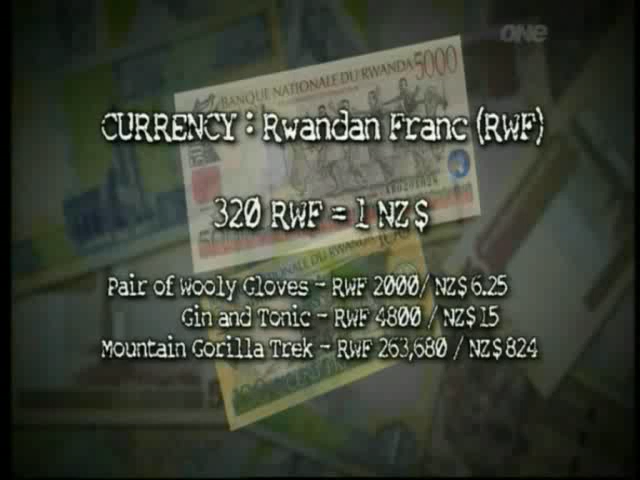 ONE
BANQUE NATIONALE DU RWANDA 5000
CURRENCY : Rwandan Franc (RWF)
320 RWF = 1 NZ$
Pair of Wooly Gloves - RWF 2000/ NZ$ 6.25
Gin and Tonic - RWF 4800 / NZ$ 15
Mountain Gorilla Trek - RWF 263,680 / NZ$ 824